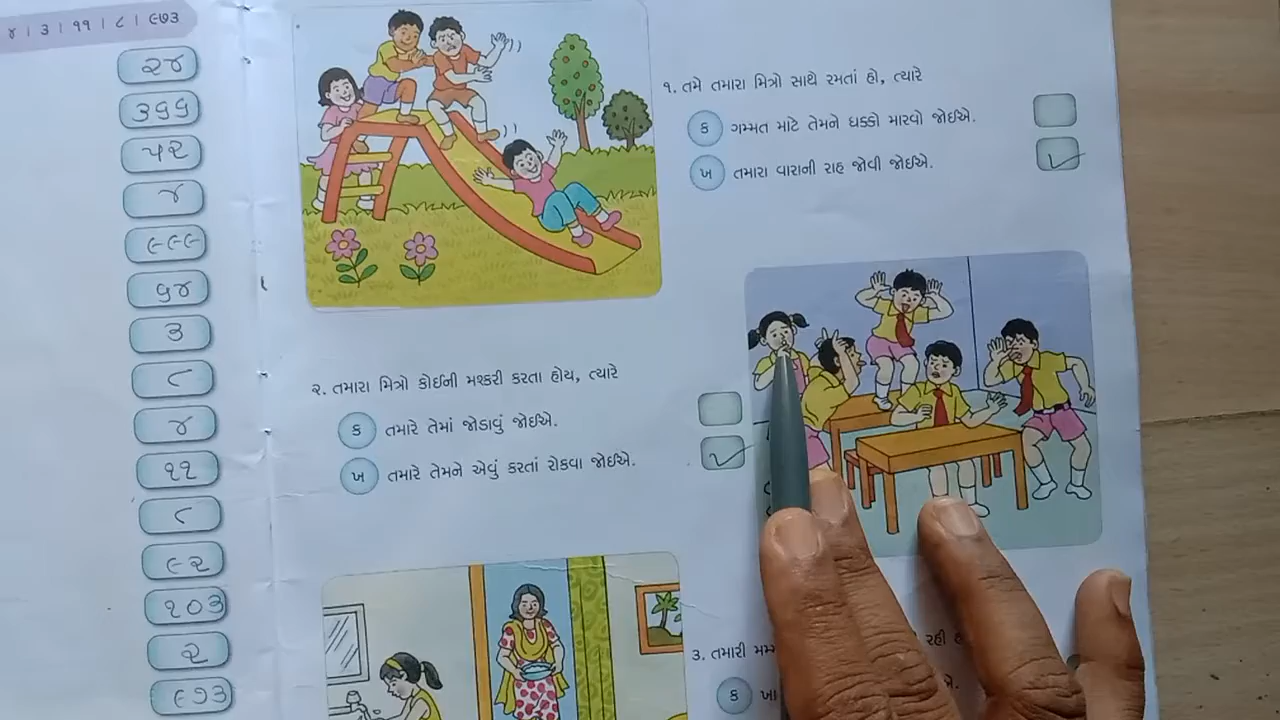 ૪ | ૩ | ૧૧ | ૮ | ૯૭૩
૨૪
૩૬૬
૫૨
૪
૯૯૯
૬૪
૩
૮
૪
૧૧
૮
૯૨
૧૦૩
૨
૯૭૩
૧. તમે તમારા મિત્રો સાથે રમતાં હો, ત્યારે
ક ગમ્મત માટે તેમને ધક્કો મારવો જોઈએ.
ખ તમારા વારાની રાહ જોવી જોઈએ.
૨. તમારા મિત્રો કોઈની મશ્કરી કરતા હોય, ત્યારે
ક તમારે તેમાં જોડાવું જોઈએ.
ખ તમારે તેમને એવું કરતાં રોકવા જોઈએ.
૩. તમારી રહી
ક